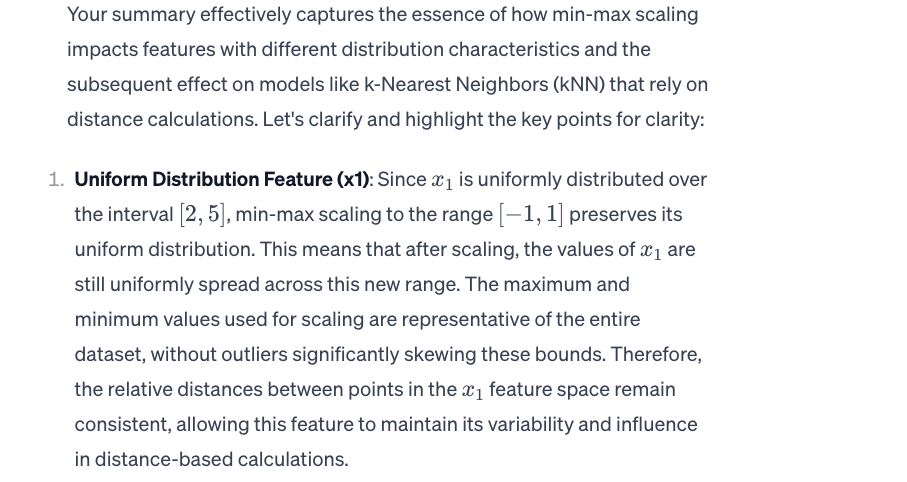 Your summary effectively captures the essence of how min-max scaling
impacts features with different distribution characteristics and the
subsequent effect on models like k-Nearest Neighbors (kNN) that rely on
distance calculations. Let's clarify and highlight the key points for clarity:
1. Uniform Distribution Feature (x1): Since x₁ is uniformly distributed over
the interval [2, 5], min-max scaling to the range [−1, 1] preserves its
uniform distribution. This means that after scaling, the values of x₁ are
still uniformly spread across this new range. The maximum and
minimum values used for scaling are representative of the entire
dataset, without outliers significantly skewing these bounds. Therefore,
the relative distances between points in the x₁ feature space remain
consistent, allowing this feature to maintain its variability and influence
in distance-based calculations.